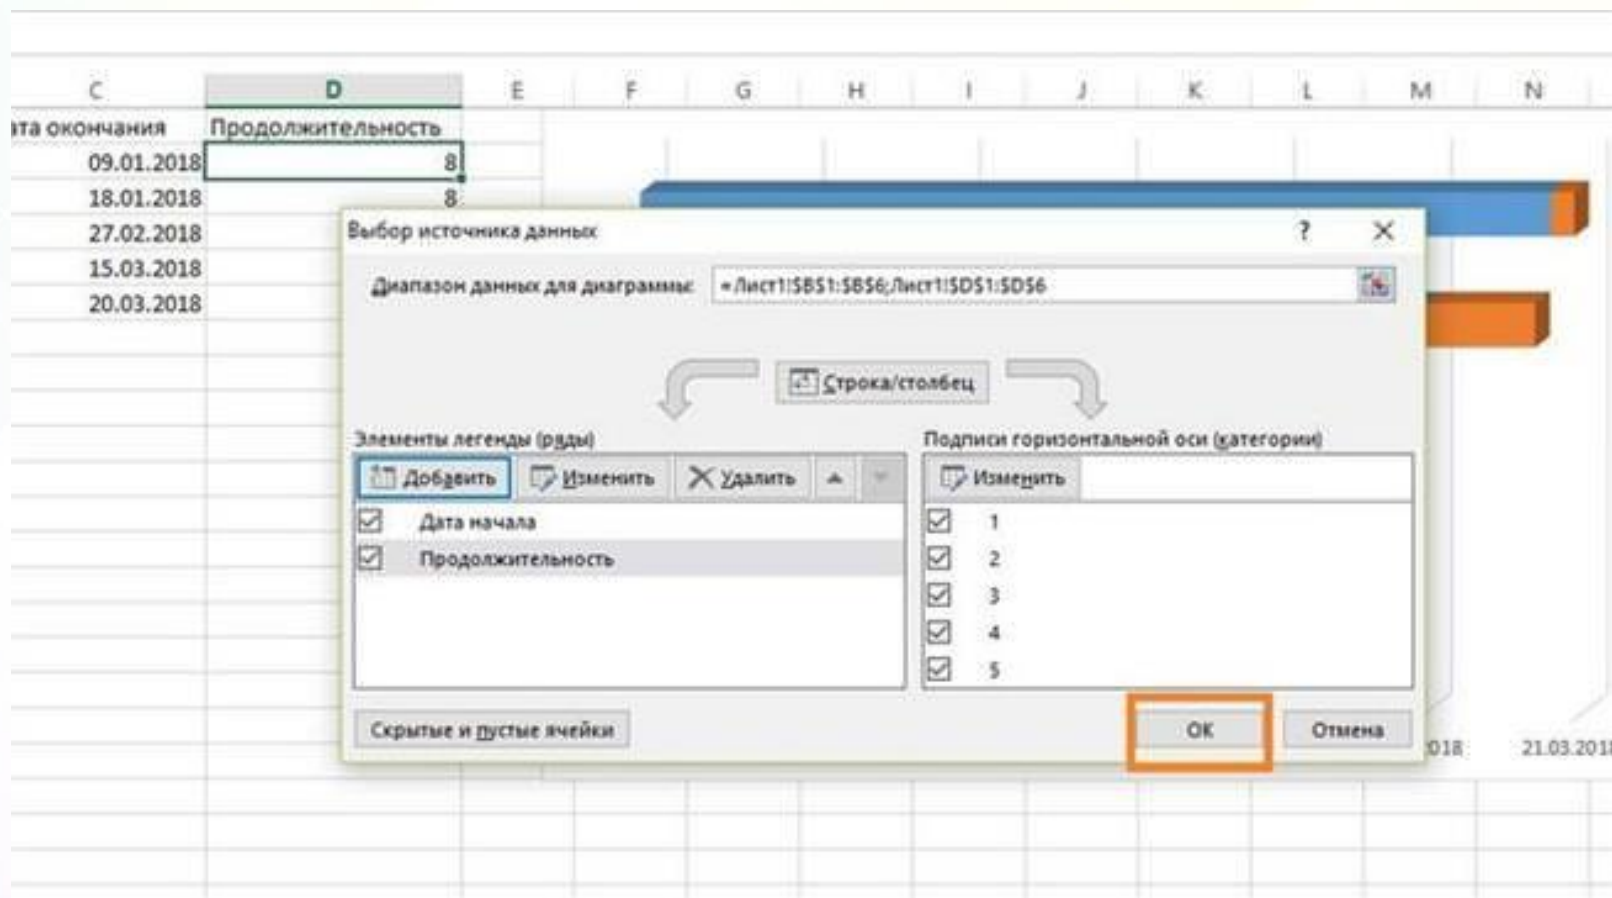 C D E F G H I J K L M N
ата окончания Продолжительность
09.01.2018 8
18.01.2018 8
27.02.2018
15.03.2018
20.03.2018
Выбор источника данных ?
Диапазон данных для диаграммы: =Лист1!$B$1:$B$6;Лист1!$D$1:$D$6
Строка/столбец
Элементы легенды (ряды)
Добавить Изменить Удалить
Дата начала
Продолжительность
Подписи горизонтальной оси (категории)
Изменить
1
2
3
4
5
Скрытые и пустые ячейки
ОК Отмена
018 21.03.2018